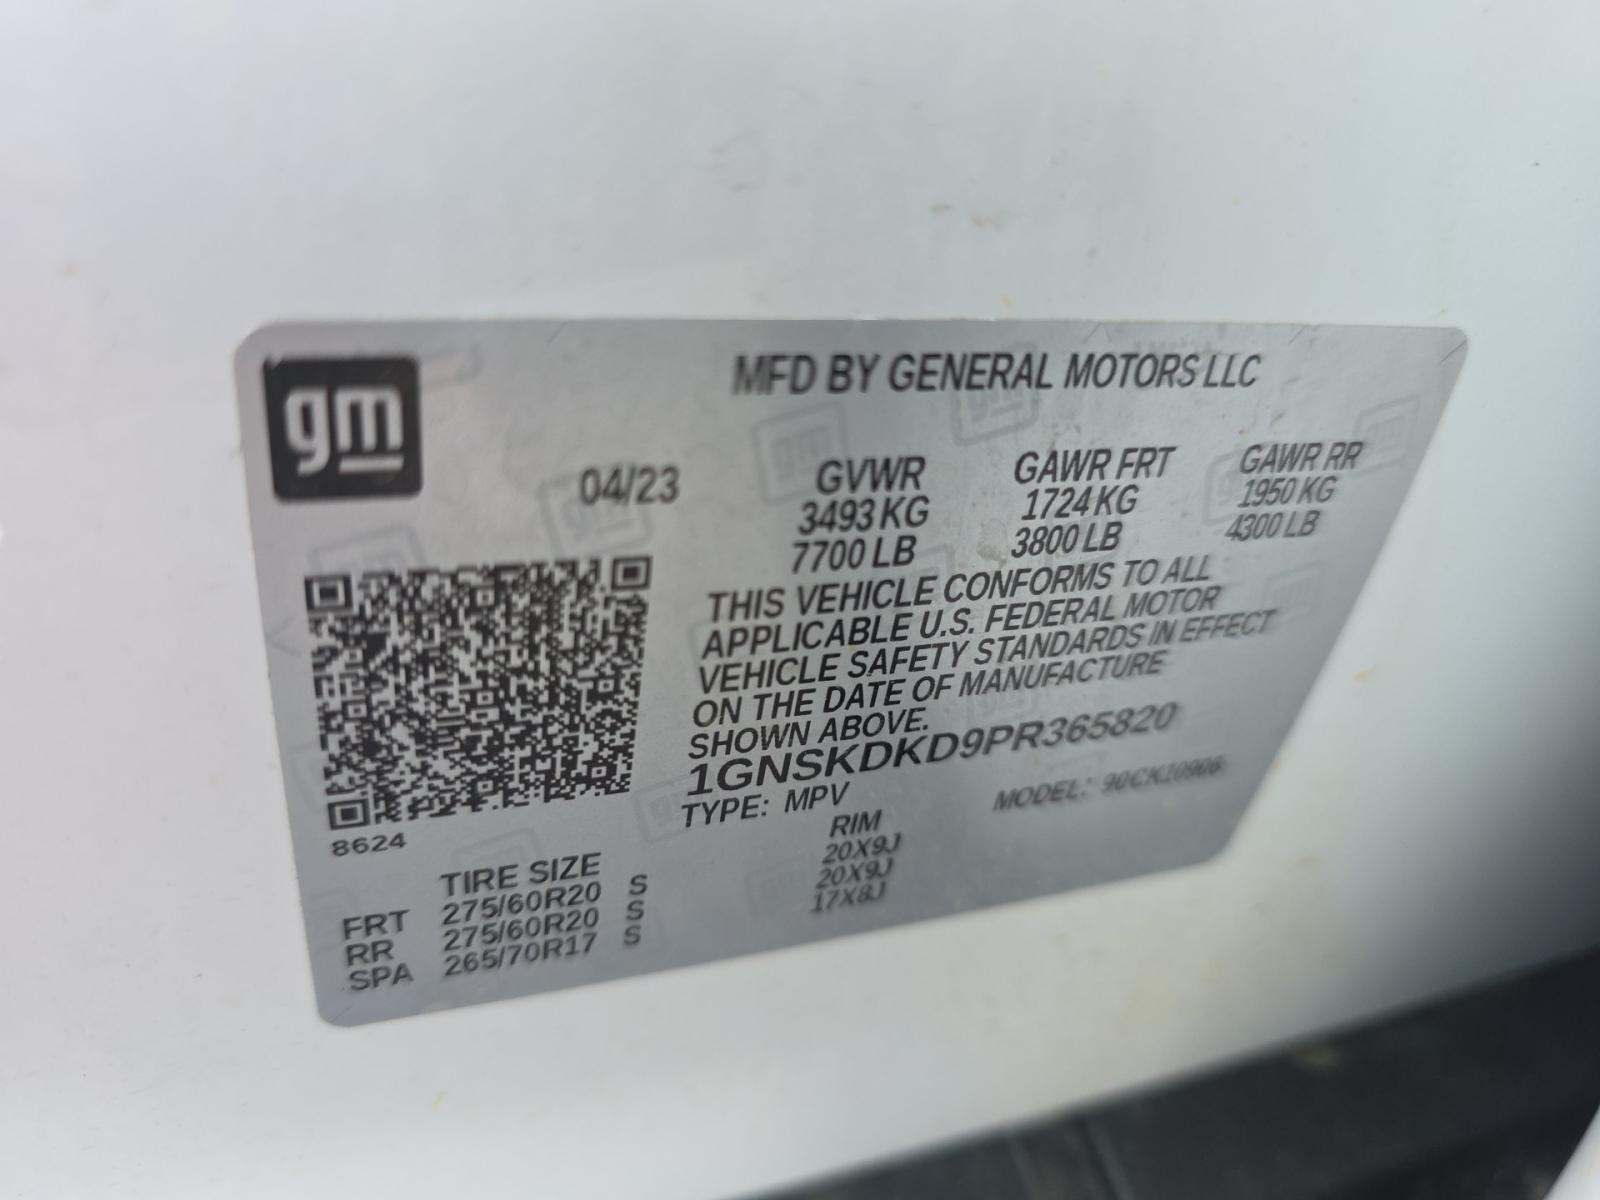 gm
MFD BY GENERAL MOTORS LLC
04/23
GVWR GAWR FRT GAWR RR
3493 KG 1724 KG 1950 KG
7700 LB 3800 LB 4300 LB
THIS VEHICLE CONFORMS TO ALL
APPLICABLE U.S. FEDERAL MOTOR
VEHICLE SAFETY STANDARDS IN EFFECT
ON THE DATE OF MANUFACTURE
SHOWN ABOVE.
1GNSKDKD9PR365820
TYPE: MPV MODEL: 90CK10906
8624
TIRE SIZE RIM
FRT 275/60R20 S 20X9J
RR 275/60R20 S 20X9J
SPA 265/70R17 S 17X8J